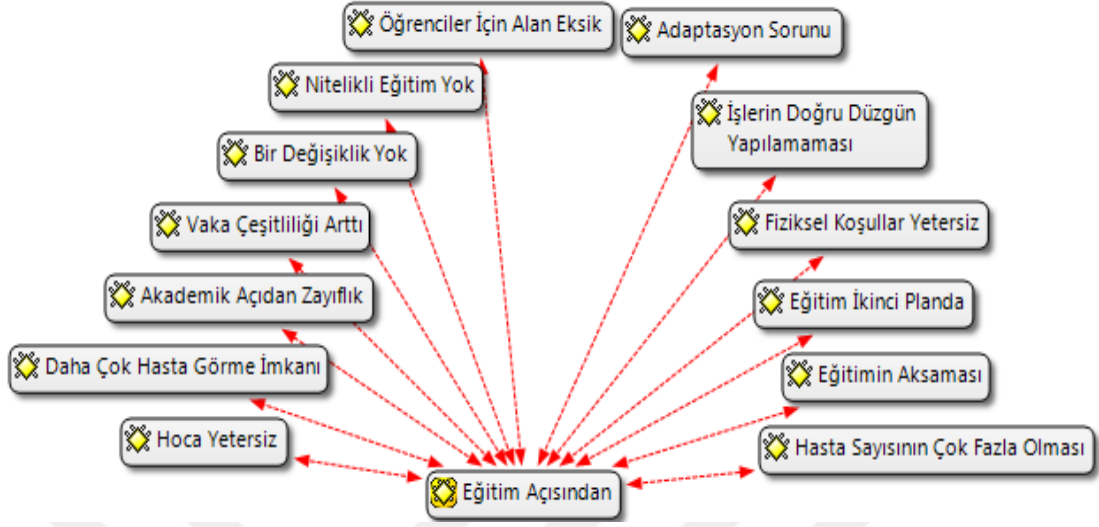 Öğrenciler İçin Alan Eksik
Adaptasyon Sorunu
Nitelikli Eğitim Yok
İşlerin Doğru Düzgün
Yapılamaması
Bir Değişiklik Yok
Vaka Çeşitliliği Arttı
Fiziksel Koşullar Yetersiz
Akademik Açıdan Zayıflık
Eğitim İkinci Planda
Daha Çok Hasta Görme İmkanı
Eğitimin Aksaması
Hoca Yetersiz
Hasta Sayısının Çok Fazla Olması
Eğitim Açısından